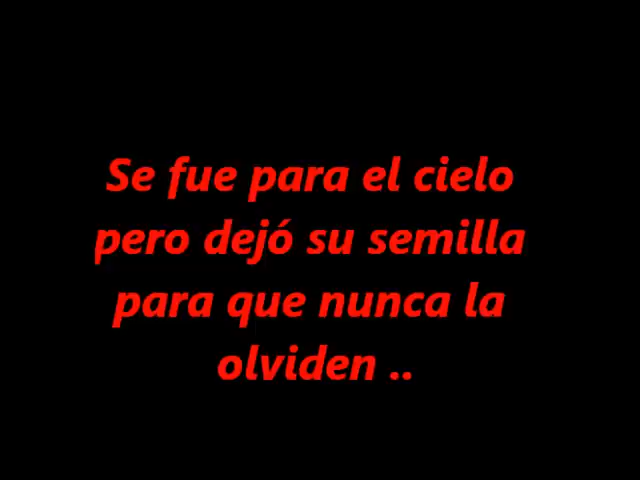 Se fue para el cielo
pero dejó su semilla
para que nunca la
olviden ..